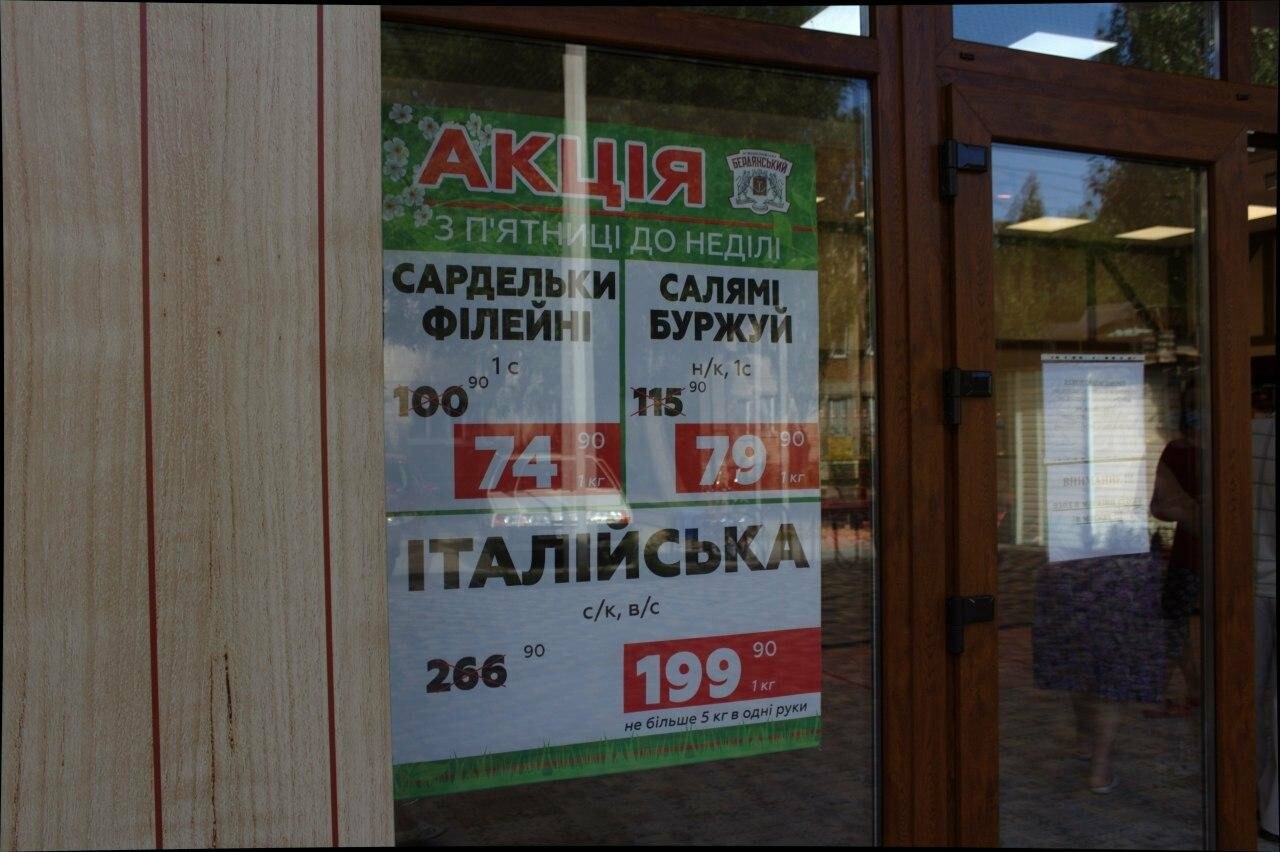 АКЦІЯ
БЕРДЯНСЬКИЙ
З П'ЯТНИЦІ ДО НЕДІЛІ
САРДЕЛЬКИ
ФІЛЕЙНІ
1 с
100 90
74 90
1 кг
САЛЯМІ
БУРЖУЙ
н/к, 1с
115 90
79 90
1 кг
ІТАЛІЙСЬКА
с/к, в/с
266 90
199 90
1 кг
не більше 5 кг в одні руки